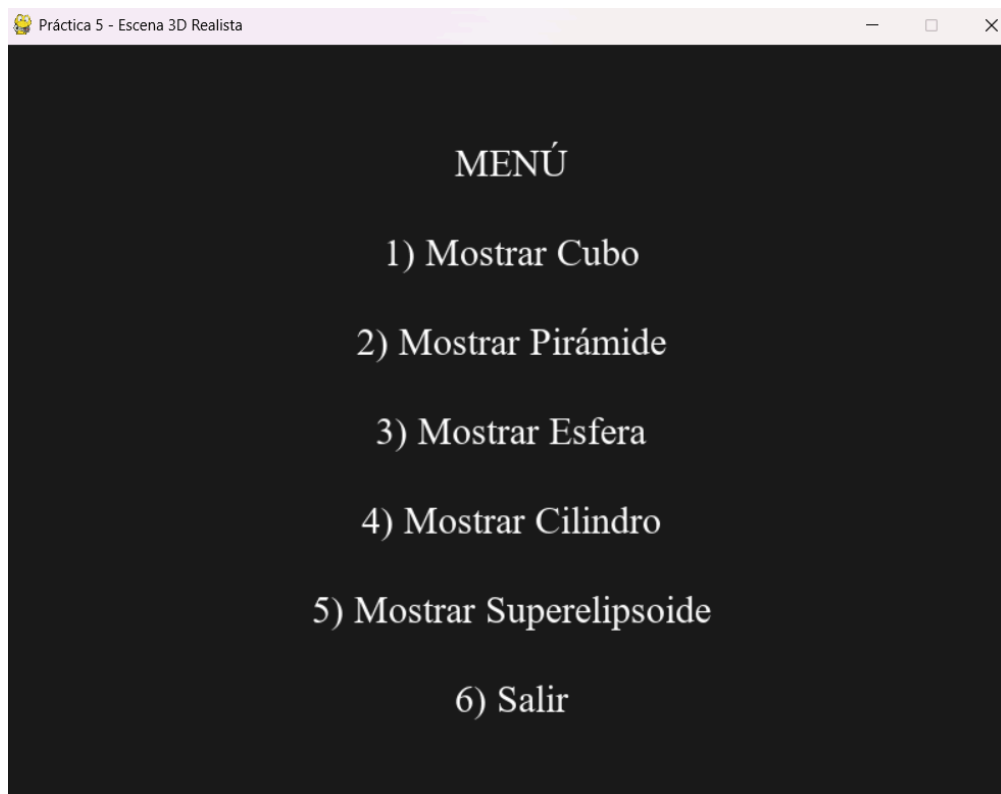 Práctica 5 - Escena 3D Realista
MENÚ
1) Mostrar Cubo
2) Mostrar Pirámide
3) Mostrar Esfera
4) Mostrar Cilindro
5) Mostrar Superelipsoide
6) Salir